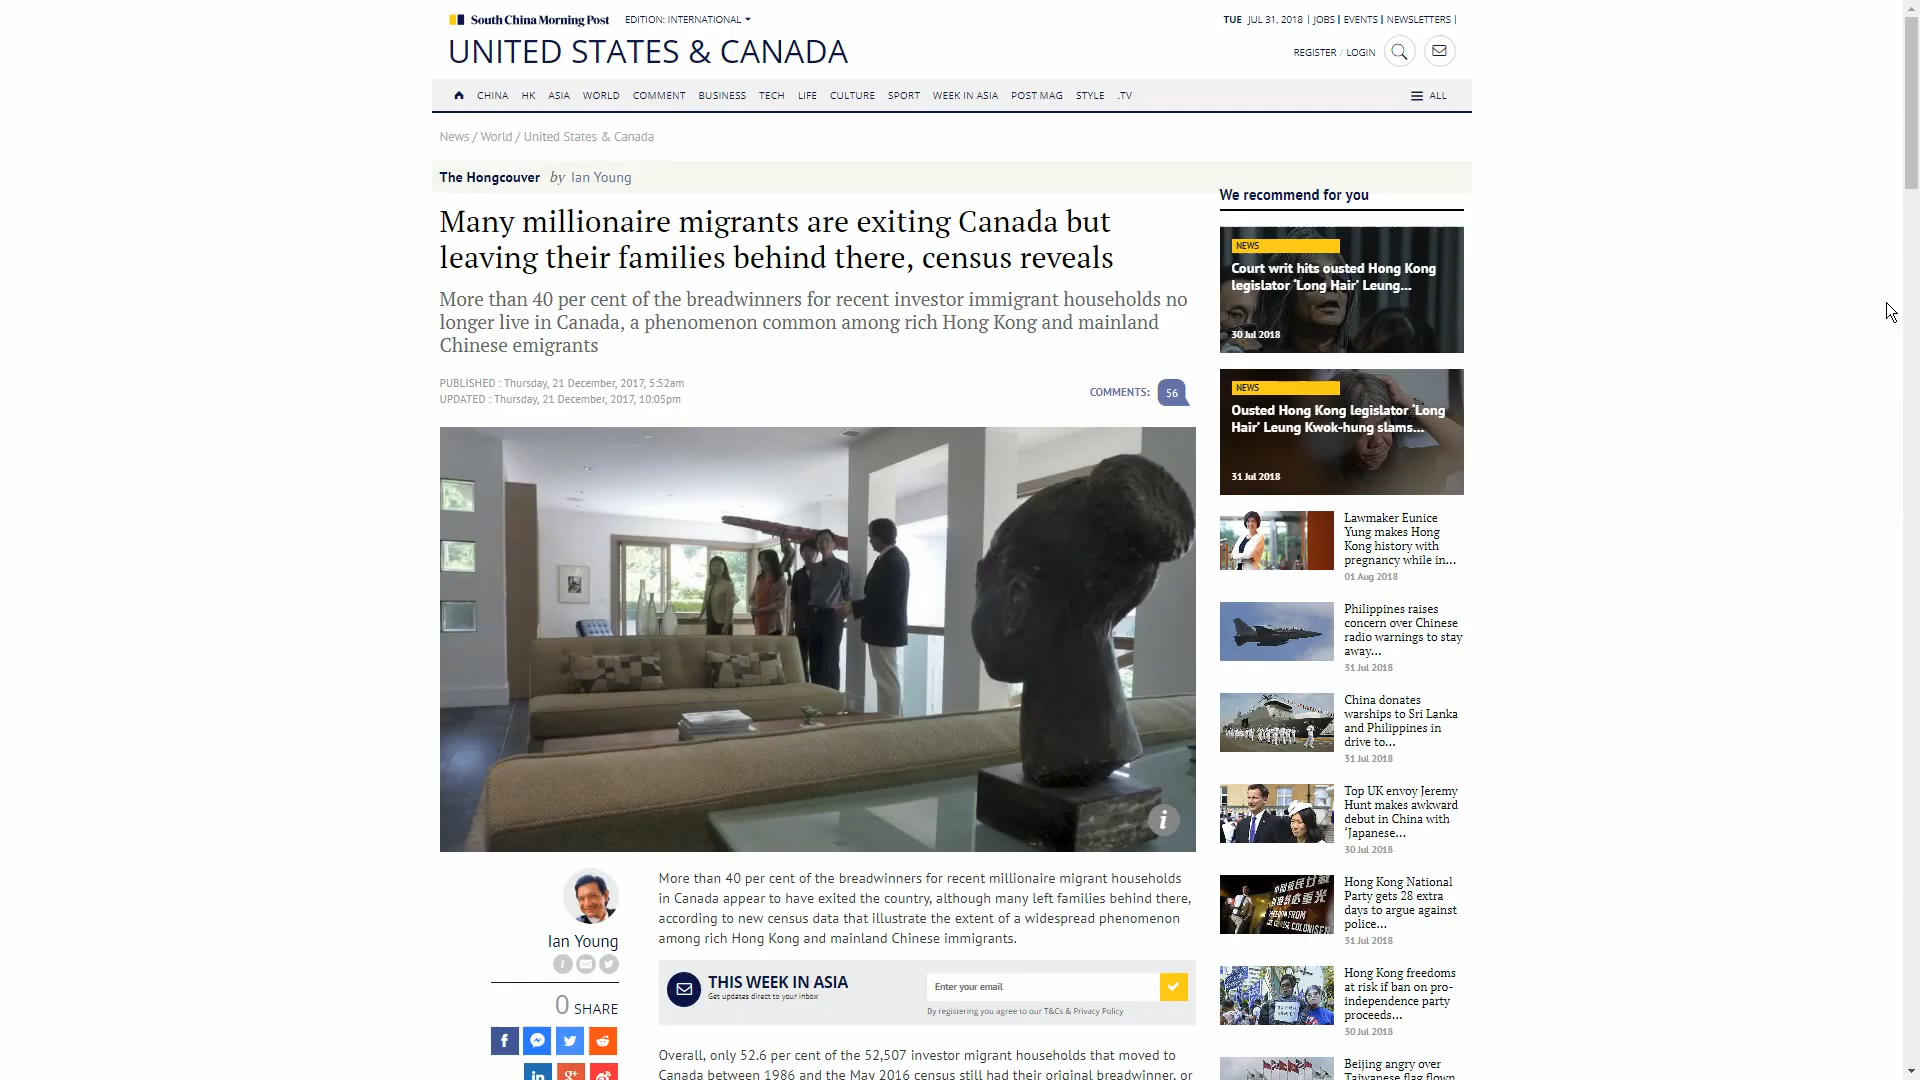 South China Morning Post
EDITION: INTERNATIONAL
TUE JUL 31, 2018 | JOBS | EVENTS | NEWSLETTERS |
UNITED STATES & CANADA
REGISTER / LOGIN
CHINA HK ASIA WORLD COMMENT BUSINESS TECH LIFE CULTURE SPORT WEEK IN ASIA POST MAG STYLE .TV
ALL
News / World / United States & Canada
The Hongcouver by Ian Young
Many millionaire migrants are exiting Canada but
leaving their families behind there, census reveals
More than 40 per cent of the breadwinners for recent investor immigrant households no
longer live in Canada, a phenomenon common among rich Hong Kong and mainland
Chinese emigrants
PUBLISHED : Thursday, 21 December, 2017, 5:52am
UPDATED : Thursday, 21 December, 2017, 10:05pm
COMMENTS: 56
i
Ian Young
0 SHARE
More than 40 per cent of the breadwinners for recent millionaire migrant households
in Canada appear to have exited the country, although many left families behind there,
according to new census data that illustrate the extent of a widespread phenomenon
among rich Hong Kong and mainland Chinese immigrants.
THIS WEEK IN ASIA
Get updates direct to your inbox
Enter your email
By registering you agree to our T&Cs & Privacy Policy
Overall, only 52.6 per cent of the 52,507 investor migrant households that moved to
Canada between 1986 and the May 2016 census still had their original breadwinner, or
We recommend for you
NEWS
Court writ hits ousted Hong Kong
legislator 'Long Hair' Leung...
30 Jul 2018
NEWS
Ousted Hong Kong legislator 'Long
Hair' Leung Kwok-hung slams...
31 Jul 2018
Lawmaker Eunice
Yung makes Hong
Kong history with
pregnancy while in...
01 Aug 2018
Philippines raises
concern over Chinese
radio warnings to stay
away...
31 Jul 2018
China donates
warships to Sri Lanka
and Philippines in
drive to...
31 Jul 2018
Top UK envoy Jeremy
Hunt makes awkward
debut in China with
'Japanese...
30 Jul 2018
Hong Kong National
Party gets 28 extra
days to argue against
police...
31 Jul 2018
Hong Kong freedoms
at risk if ban on pro-
independence party
proceeds...
30 Jul 2018
Beijing angry over
Taiwanese flag flown